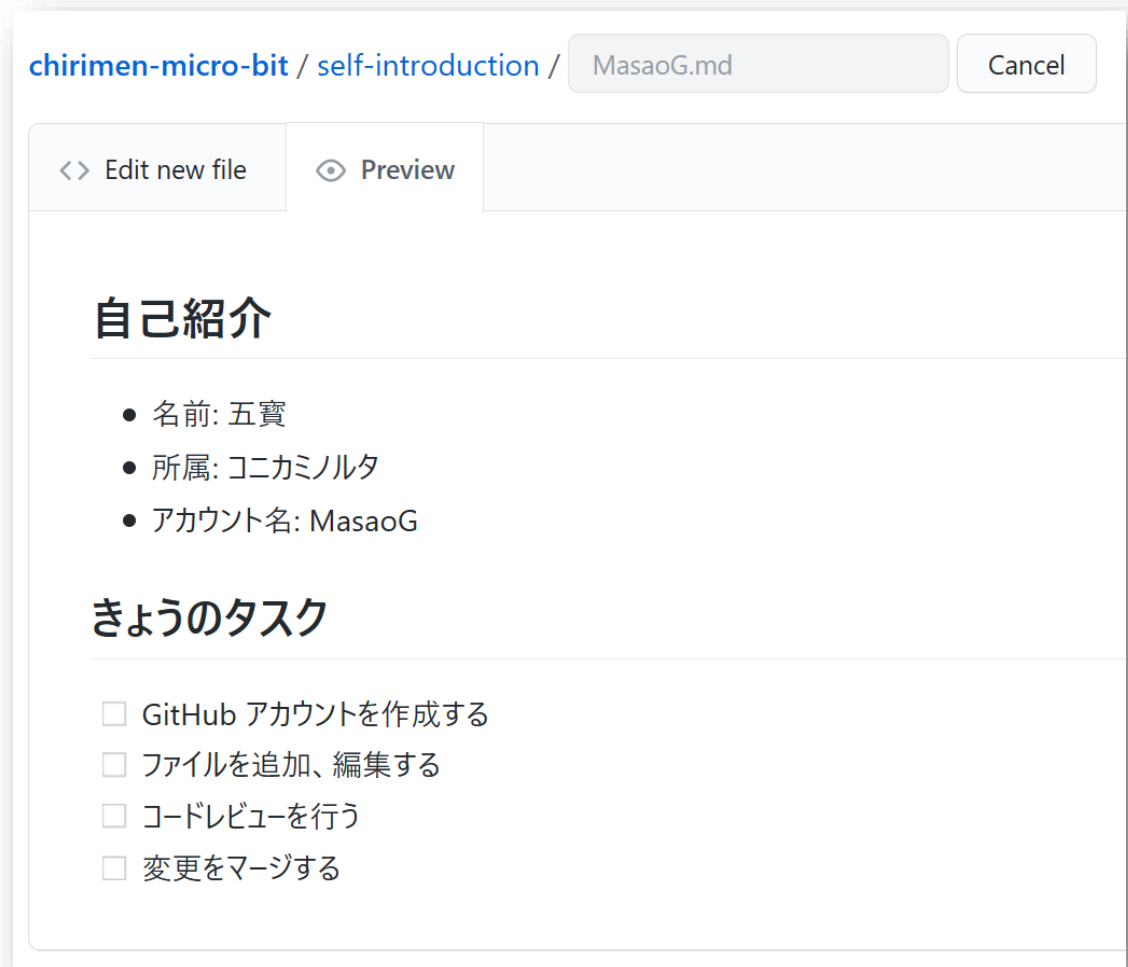 chirimen-micro-bit / self-introduction / MasaoG.md Cancel
<> Edit new file Preview
自己紹介
名前: 五寳
所属: コニカミノルタ
アカウント名: MasaoG
きょうのタスク
GitHub アカウントを作成する
ファイルを追加、編集する
コードレビューを行う
変更をマージする